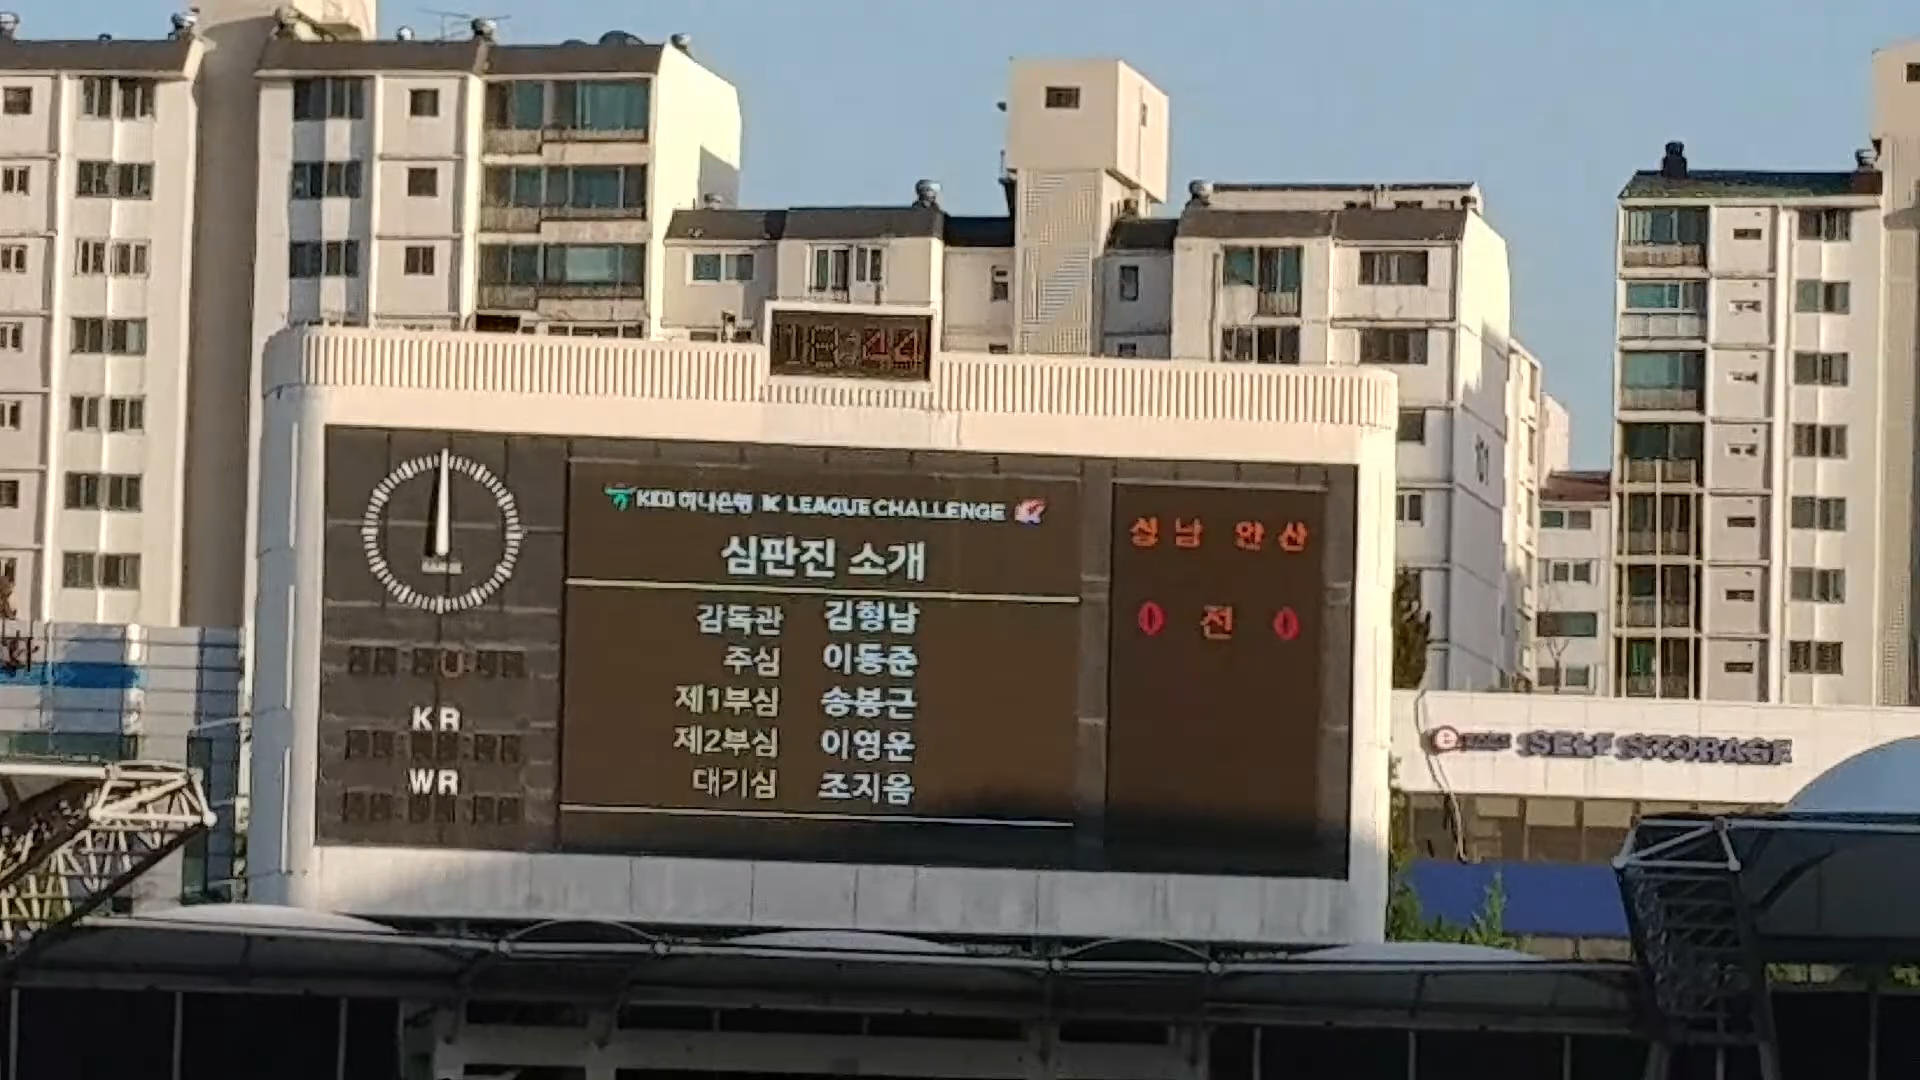 18:44
KEB 하나은행 K LEAGUE CHALLENGE
심판진 소개
감독관 김형남
주심 이동준
제1부심 송봉근
제2부심 이영운
대기심 조지음
성남 안산
0 전 0
KR
WR
101
SELF STORAGE